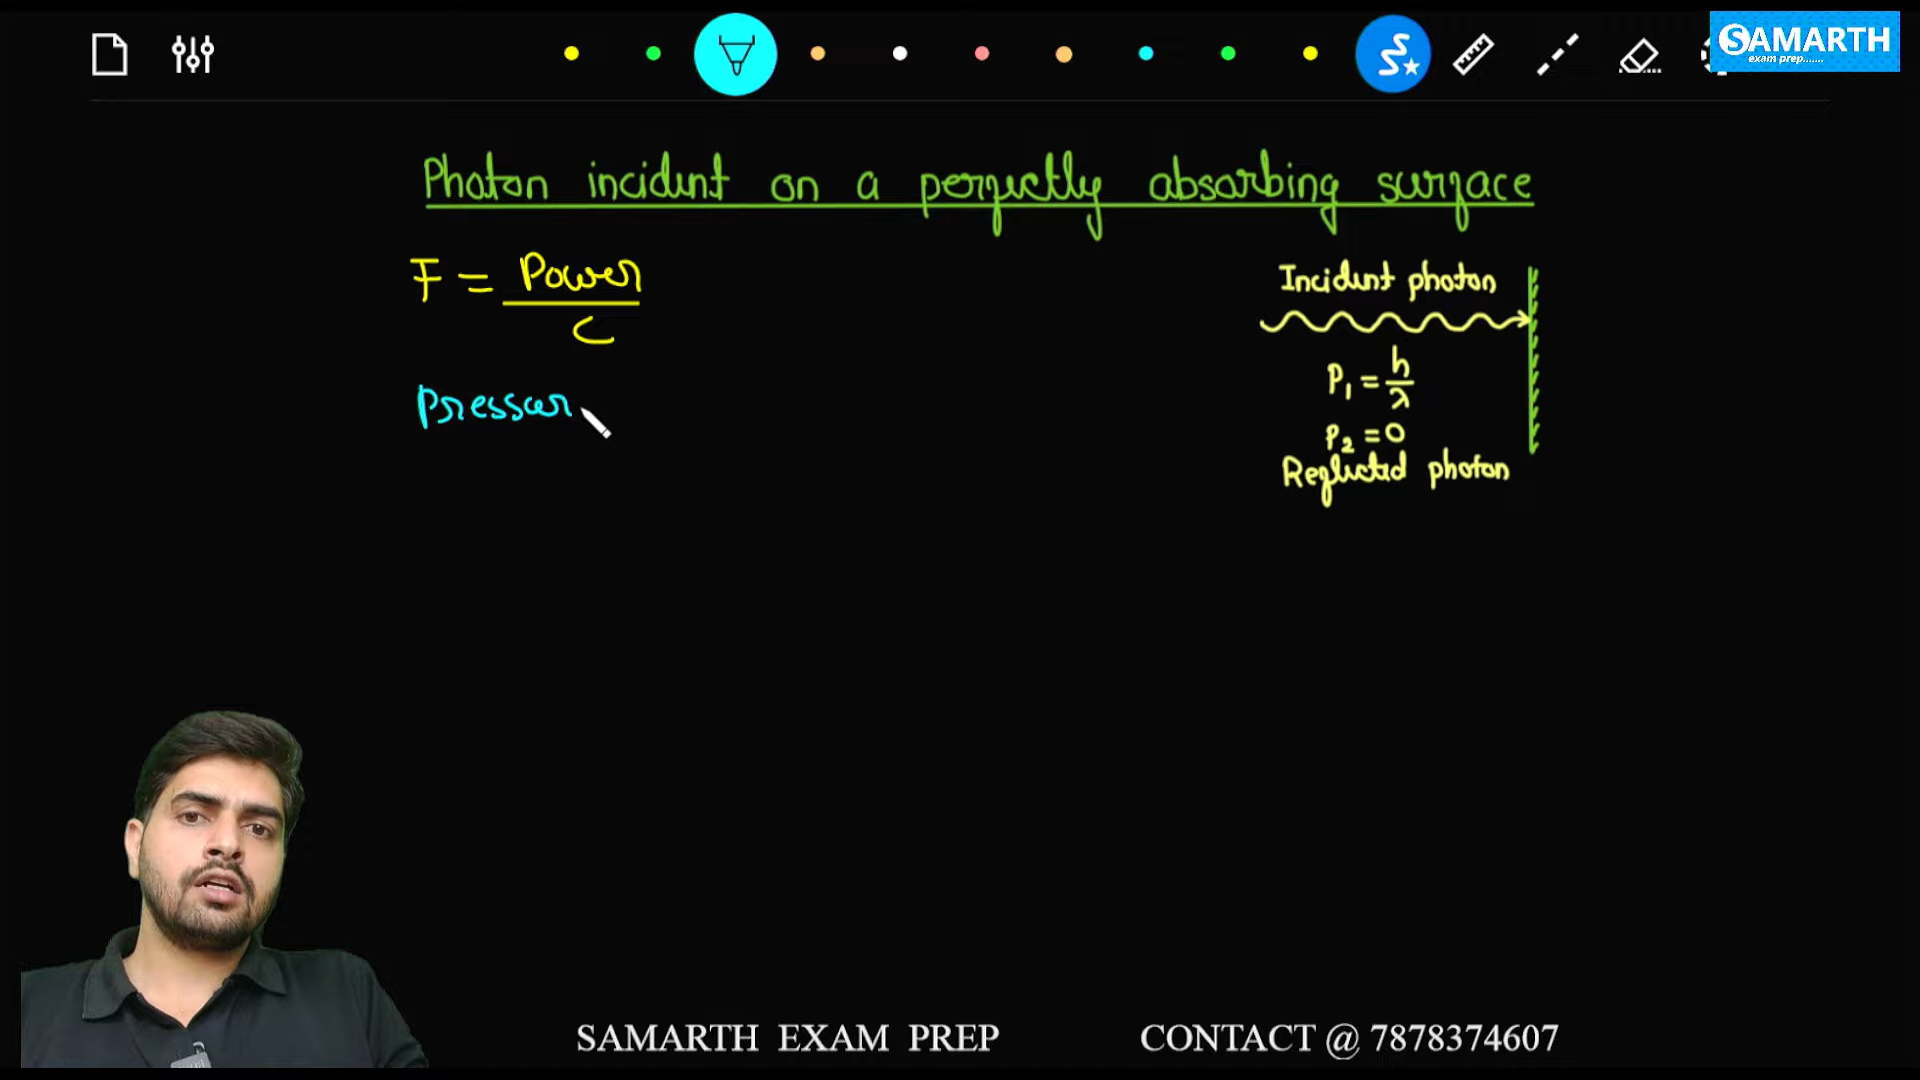 SAMARTH
exam prep......
Photon incident on a perfectly absorbing surface
F = Power
C
Incident photon
Pressur
P₁ = h
λ
P₂ = 0
Reflected photon
SAMARTH EXAM PREP CONTACT @ 7878374607